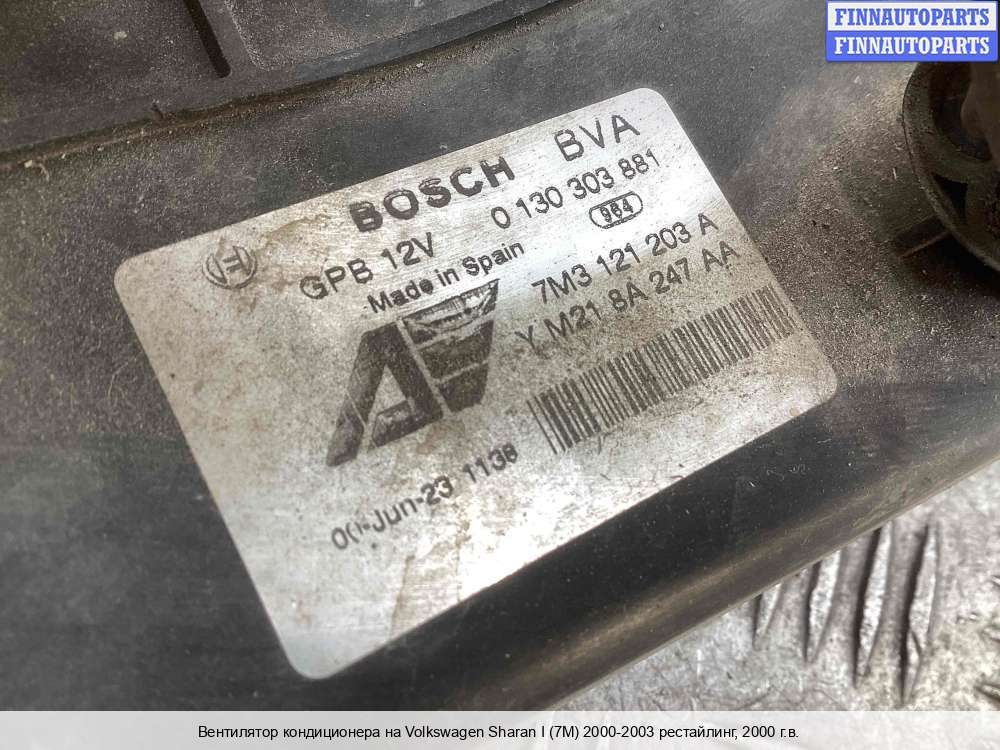 FINNAUTOPARTS
FINNAUTOPARTS
BOSCH BVA
GPB 12V 0 130 303 881
Made in Spain 964
7M3 121 203 A
YM21 8A 247 AA
00-Jun-23 1138
Вентилятор кондиционера на Volkswagen Sharan I (7M) 2000-2003 рестайлинг, 2000 г.в.